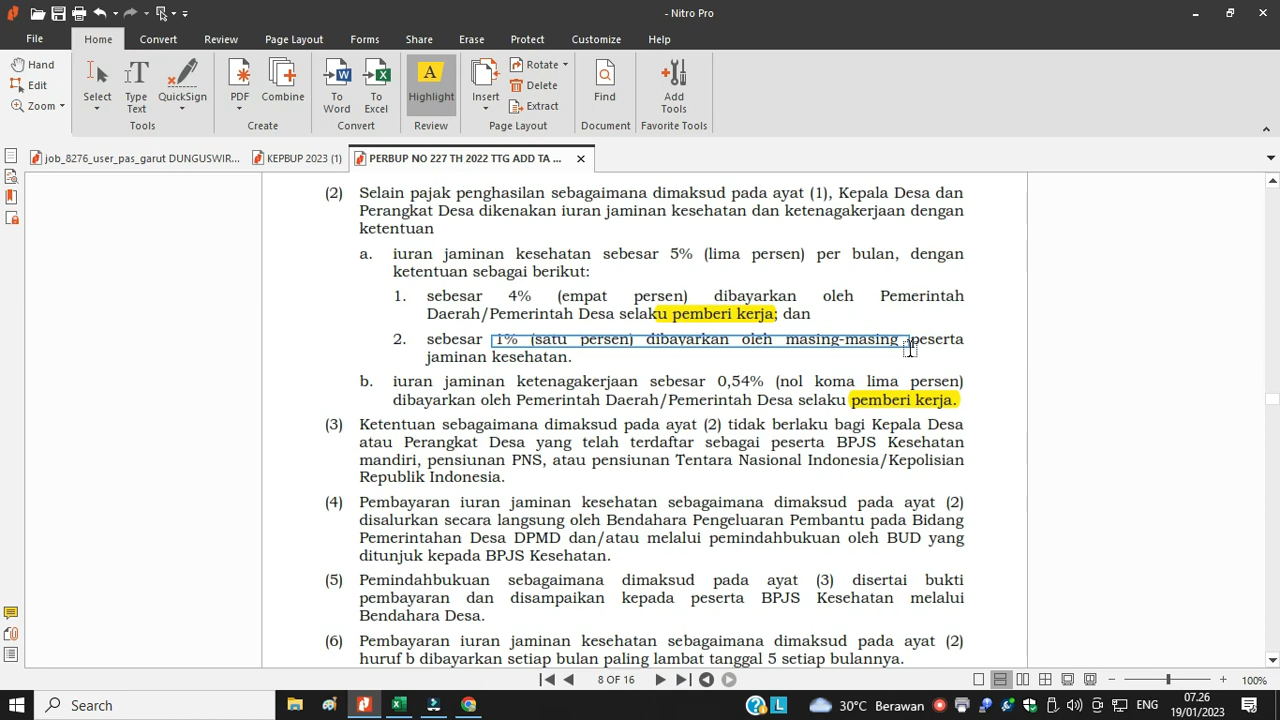 - Nitro Pro
File Home Convert Review Page Layout Forms Share Erase Protect Customize Help
Hand
Edit
Zoom
Select
Type
Text
QuickSign
Tools
PDF
Combine
Create
To
Word
To
Excel
Convert
A
Highlight
Review
Insert
Rotate
Delete
Extract
Page Layout
Find
Document
Add
Tools
Favorite Tools
job_8276_user_pas_garut DUNGUSWIR... KEPBUP 2023 (1) PERBUP NO 227 TH 2022 TTG ADD TA ...
(2) Selain pajak penghasilan sebagaimana dimaksud pada ayat (1), Kepala Desa dan
Perangkat Desa dikenakan iuran jaminan kesehatan dan ketenagakerjaan dengan
ketentuan
a. iuran jaminan kesehatan sebesar 5% (lima persen) per bulan, dengan
ketentuan sebagai berikut:
1. sebesar 4% (empat persen) dibayarkan oleh Pemerintah
Daerah/Pemerintah Desa selaku pemberi kerja; dan
2. sebesar 1% (satu persen) dibayarkan oleh masing-masing peserta
jaminan kesehatan.
b. iuran jaminan ketenagakerjaan sebesar 0,54% (nol koma lima persen)
dibayarkan oleh Pemerintah Daerah/Pemerintah Desa selaku pemberi kerja.
(3) Ketentuan sebagaimana dimaksud pada ayat (2) tidak berlaku bagi Kepala Desa
atau Perangkat Desa yang telah terdaftar sebagai peserta BPJS Kesehatan
mandiri, pensiunan PNS, atau pensiunan Tentara Nasional Indonesia/Kepolisian
Republik Indonesia.
(4) Pembayaran iuran jaminan kesehatan sebagaimana dimaksud pada ayat (2)
disalurkan secara langsung oleh Bendahara Pengeluaran Pembantu pada Bidang
Pemerintahan Desa DPMD dan/atau melalui pemindahbukuan oleh BUD yang
ditunjuk kepada BPJS Kesehatan.
(5) Pemindahbukuan sebagaimana dimaksud pada ayat (3) disertai bukti
pembayaran dan disampaikan kepada peserta BPJS Kesehatan melalui
Bendahara Desa.
(6) Pembayaran iuran jaminan kesehatan sebagaimana dimaksud pada ayat (2)
huruf b dibayarkan setiap bulan paling lambat tanggal 5 setiap bulannya.
8 OF 16
100%
Search
30°C Berawan
ENG
07.26
19/01/2023